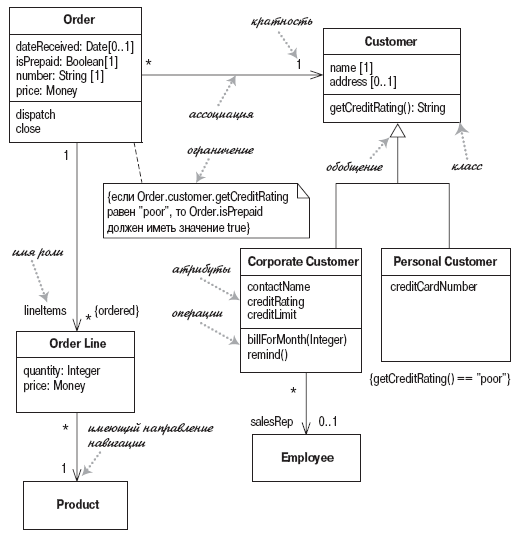 Order
dateReceived: Date[0..1]
isPrepaid: Boolean[1]
number: String [1]
price: Money
dispatch
close
кратность
*
1
ассоциация
Customer
name [1]
address [0..1]
getCreditRating(): String
ограничение
обобщение
класс
1
{если Order.customer.getCreditRating
равен "poor", то Order.isPrepaid
должен иметь значение true}
имя роли
lineItems
*
{ordered}
атрибуты
операции
Corporate Customer
contactName
creditRating
creditLimit
billForMonth(Integer)
remind()
Personal Customer
creditCardNumber
{getCreditRating() == "poor"}
Order Line
quantity: Integer
price: Money
*
salesRep
0..1
Employee
*
имеющий направление
навигации
1
Product